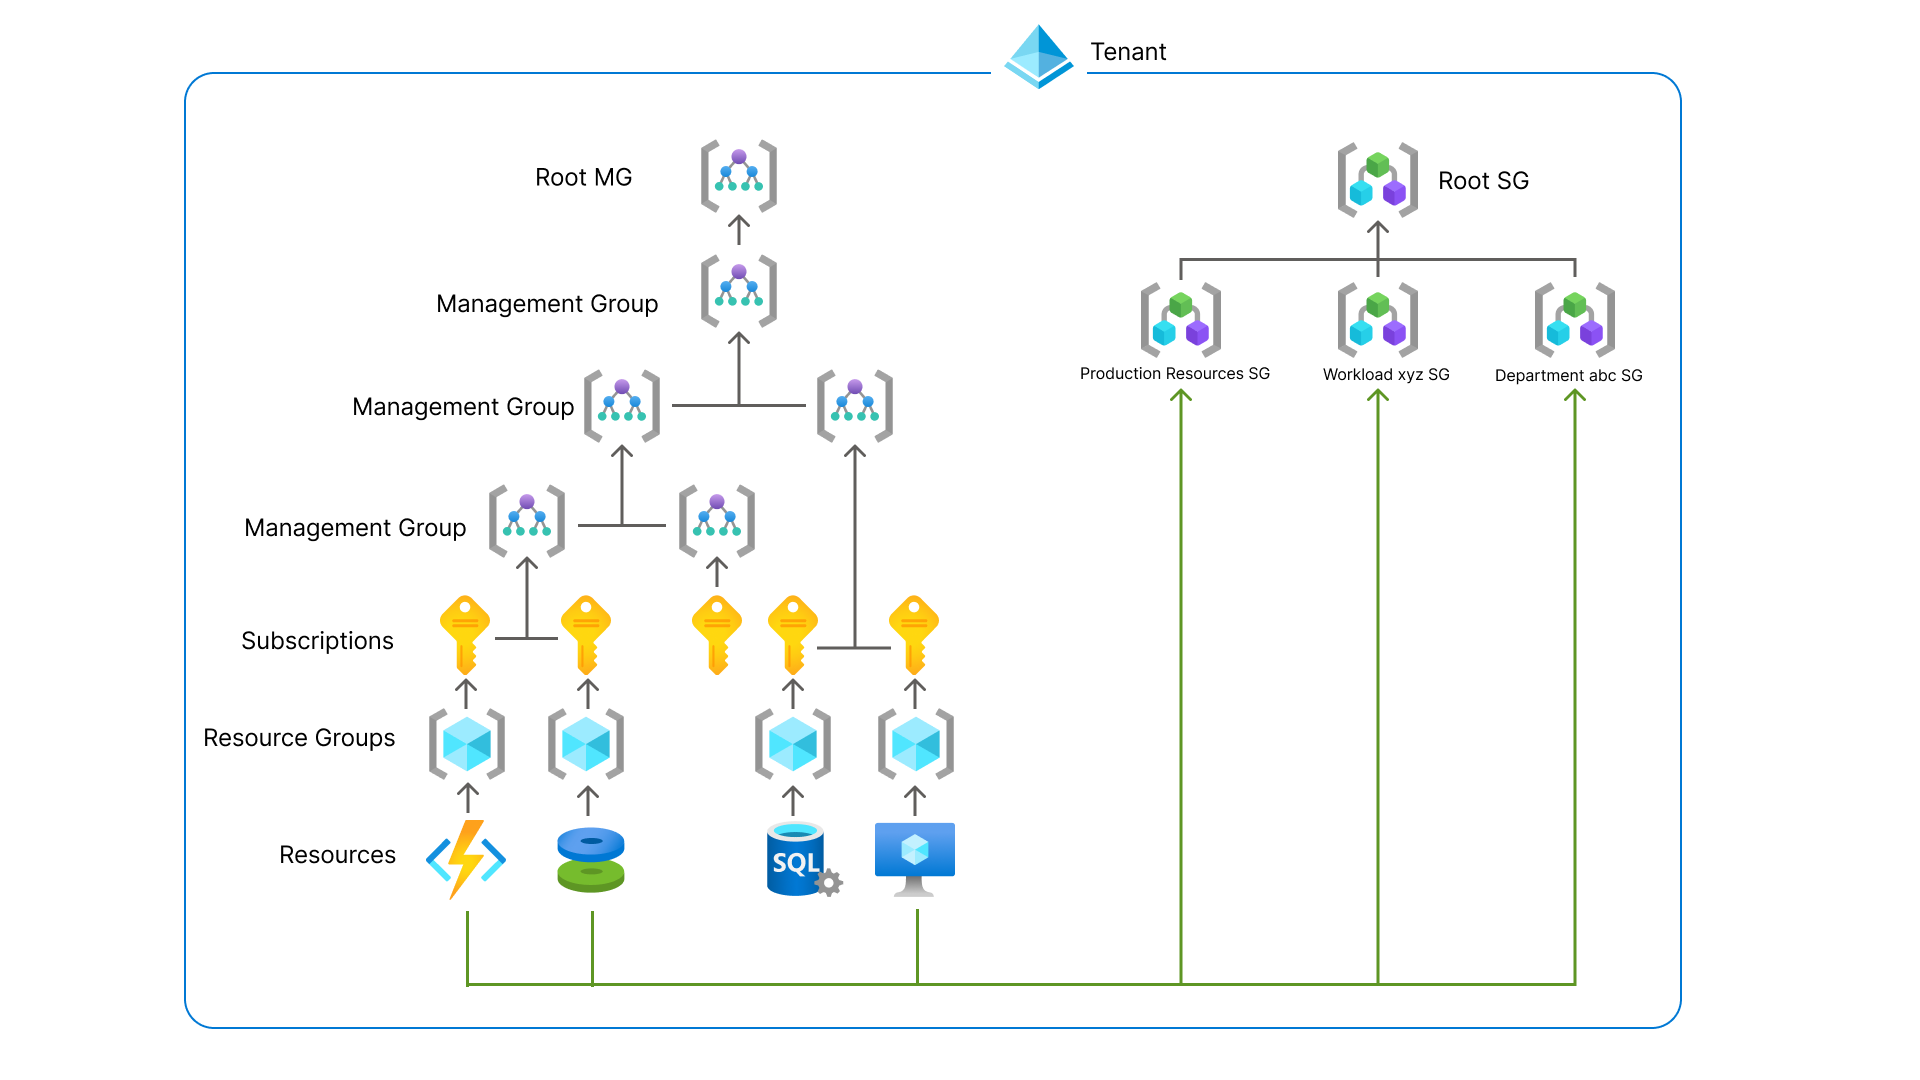 Tenant
Root MG
Root SG
Management Group
Production Resources SG
Workload xyz SG
Department abc SG
Management Group
Management Group
Subscriptions
Resource Groups
Resources
SQL